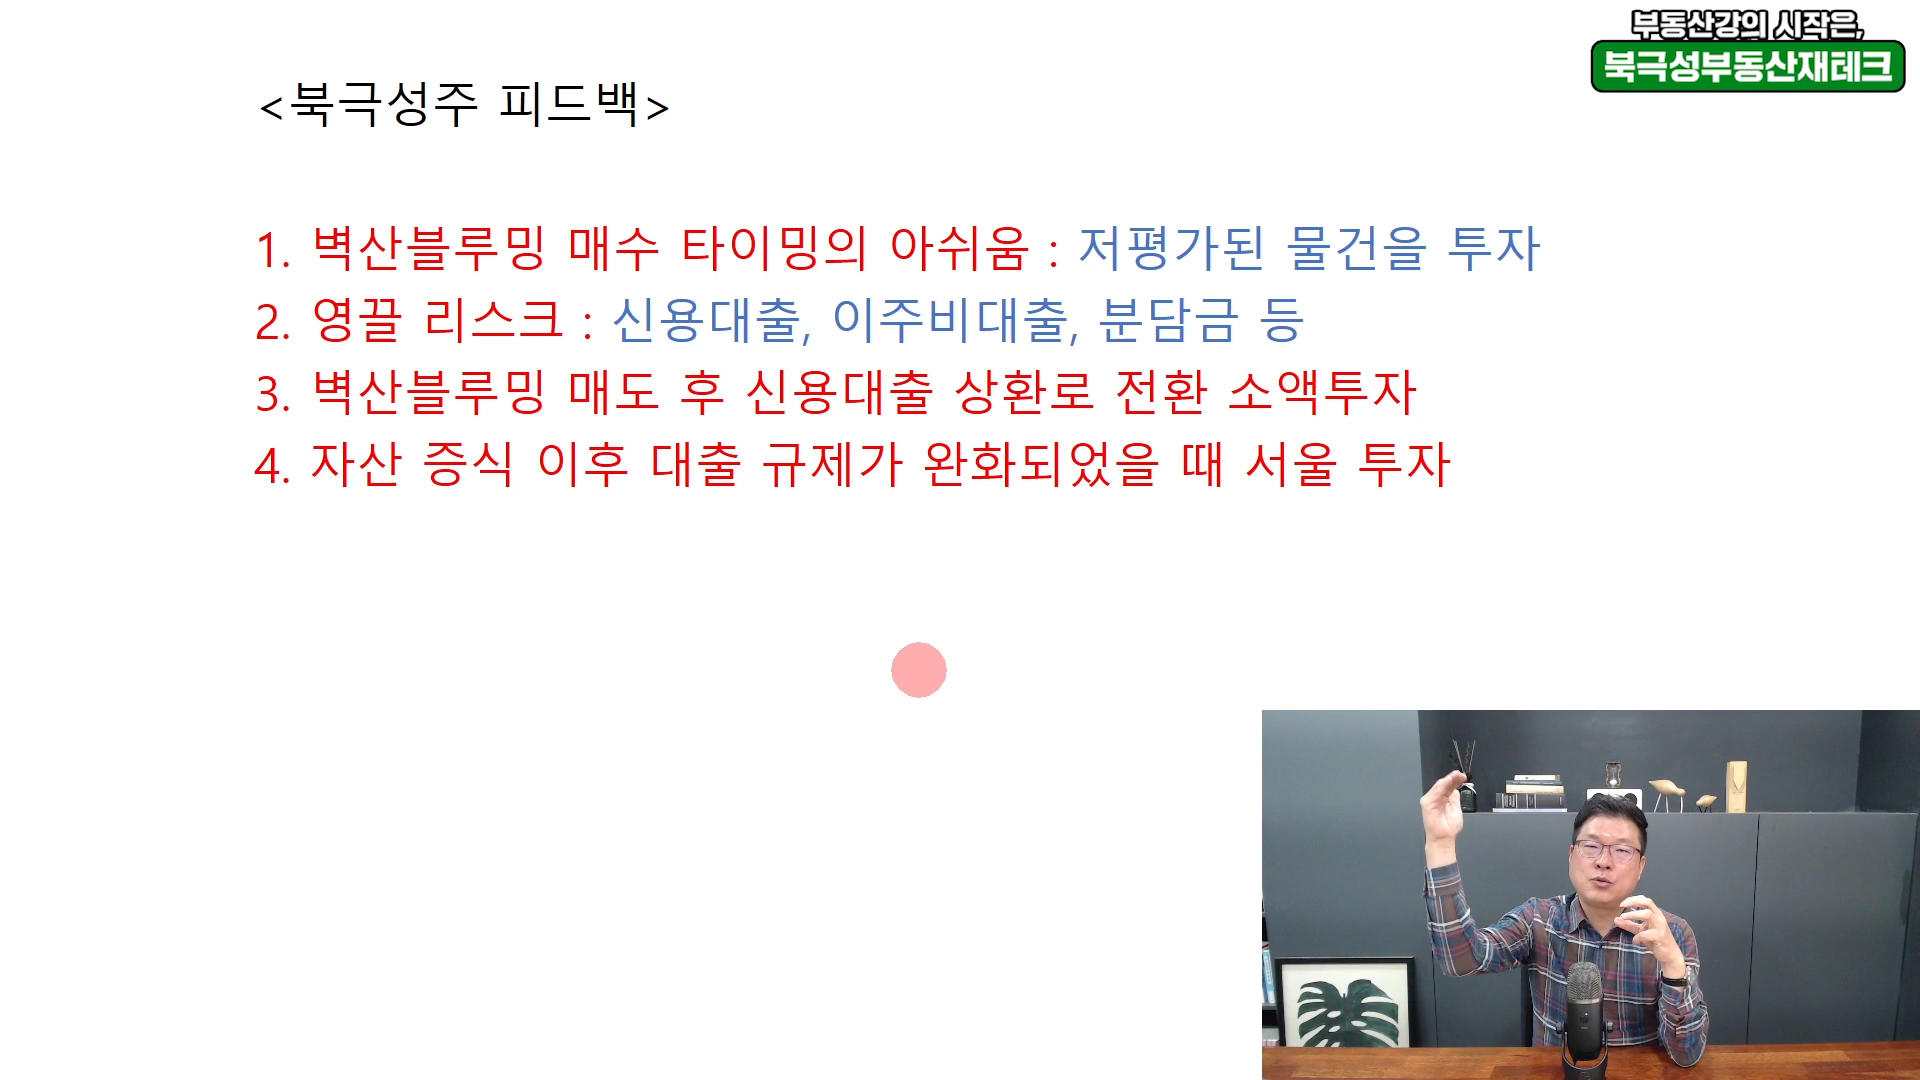 부동산강의 시작은,
북극성부동산재테크
<북극성주 피드백>
1. 벽산블루밍 매수 타이밍의 아쉬움 : 저평가된 물건을 투자
2. 영끌 리스크 : 신용대출, 이주비대출, 분담금 등
3. 벽산블루밍 매도 후 신용대출 상환로 전환 소액투자
4. 자산 증식 이후 대출 규제가 완화되었을 때 서울 투자